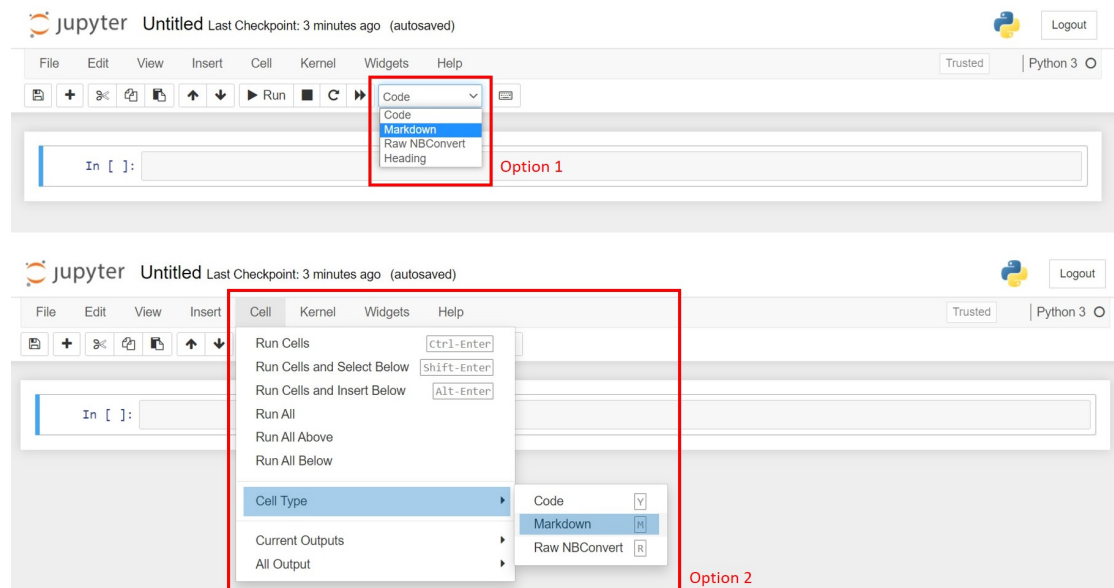 jupyter Untitled Last Checkpoint: 3 minutes ago (autosaved) Logout
File Edit View Insert Cell Kernel Widgets Help Trusted Python 3
Run Code
Code
Markdown
Raw NBConvert
Heading
Option 1
In [ ]:
jupyter Untitled Last Checkpoint: 3 minutes ago (autosaved) Logout
File Edit View Insert Cell Kernel Widgets Help Trusted Python 3
Run Cells Ctrl-Enter
Run Cells and Select Below Shift-Enter
Run Cells and Insert Below Alt-Enter
In [ ]:
Run All
Run All Above
Run All Below
Cell Type
Code Y
Markdown M
Raw NBConvert R
Current Outputs
All Output
Option 2